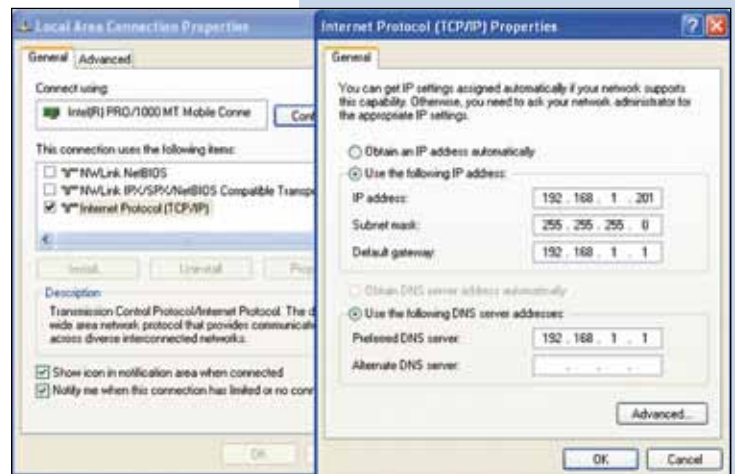 Local Area Connection Properties
General Advanced
Connect using:
Intel(R) PRO/1000 MT Mobile Conne
Conf
This connection uses the following items:
NWLink NetBIOS
NWLink IPX/SPX/NetBIOS Compatible Transpo
Internet Protocol (TCP/IP)
Install...
Uninstall
Prop
Description
Transmission Control Protocol/Internet Protocol. The d
wide area network protocol that provides communicat
across diverse interconnected networks.
Show icon in notification area when connected
Notify me when this connection has limited or no conn
OK
Internet Protocol (TCP/IP) Properties
General
You can get IP settings assigned automatically if your network supports
this capability. Otherwise, you need to ask your network administrator for
the appropriate IP settings.
Obtain an IP address automatically
Use the following IP address:
IP address: 192 . 168 . 1 . 201
Subnet mask: 255 . 255 . 255 . 0
Default gateway: 192 . 168 . 1 . 1
Obtain DNS server address automatically
Use the following DNS server addresses:
Preferred DNS server: 192 . 168 . 1 . 1
Alternate DNS server: . . .
Advanced...
OK Cancel